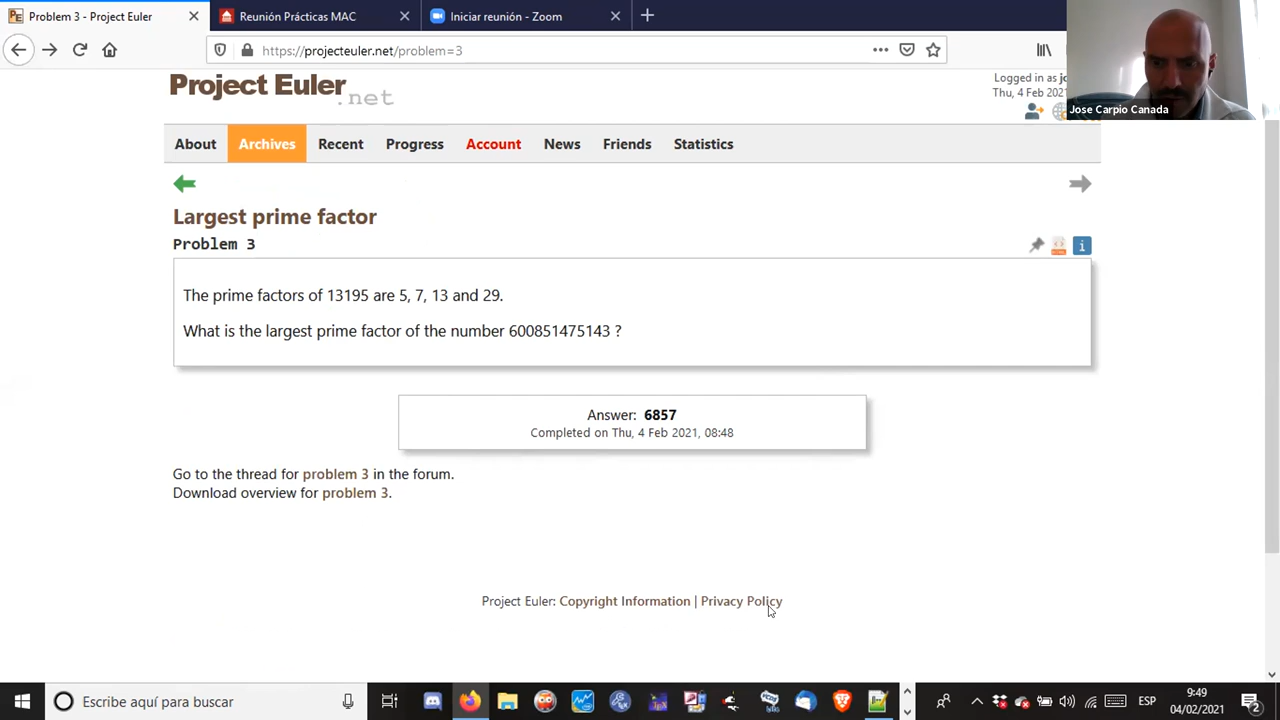 Problem 3 - Project Euler
Reunión Prácticas MAC
Iniciar reunión - Zoom
https://projecteuler.net/problem=3
Project Euler
.net
Logged in as
Thu, 4 Feb 2021
Jose Carpio Canada
About
Archives
Recent
Progress
Account
News
Friends
Statistics
Largest prime factor
Problem 3
The prime factors of 13195 are 5, 7, 13 and 29.
What is the largest prime factor of the number 600851475143 ?
Answer: 6857
Completed on Thu, 4 Feb 2021, 08:48
Go to the thread for problem 3 in the forum.
Download overview for problem 3.
Project Euler: Copyright Information | Privacy Policy
Escribe aquí para buscar
ESP
9:49
04/02/2021
2